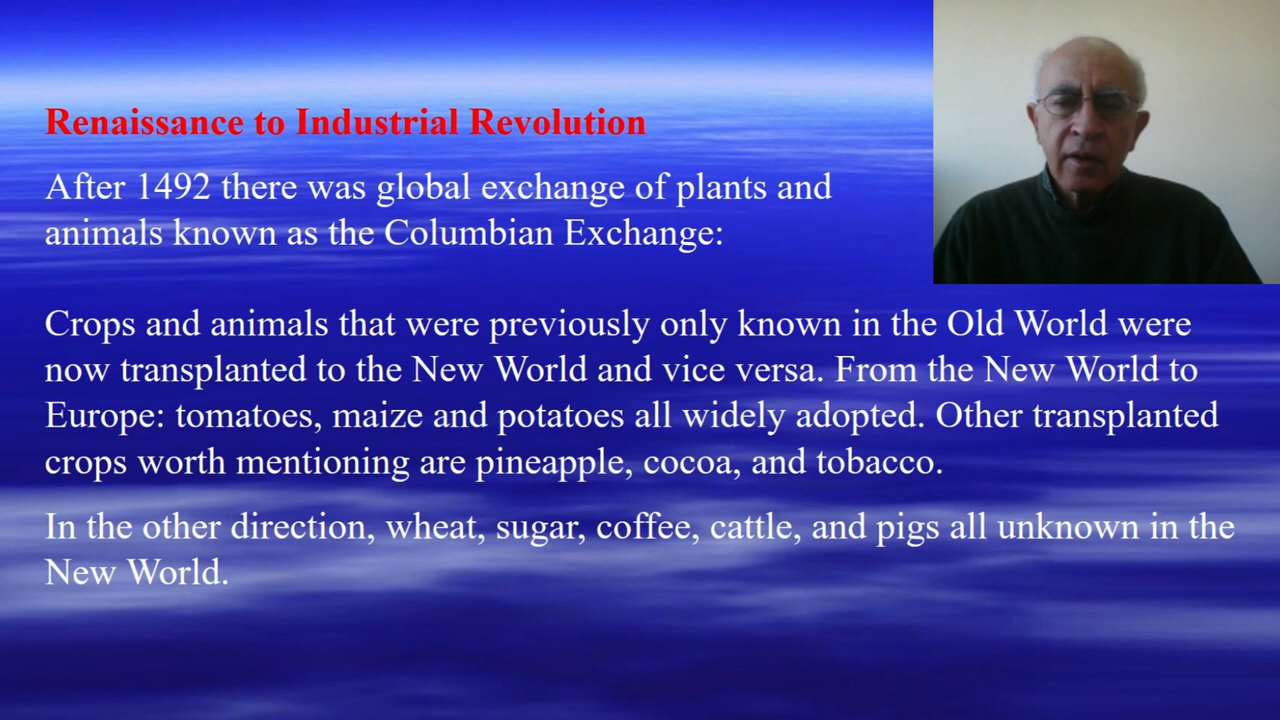 Renaissance to Industrial Revolution
After 1492 there was global exchange of plants and
animals known as the Columbian Exchange:
Crops and animals that were previously only known in the Old World were
now transplanted to the New World and vice versa. From the New World to
Europe: tomatoes, maize and potatoes all widely adopted. Other transplanted
crops worth mentioning are pineapple, cocoa, and tobacco.
In the other direction, wheat, sugar, coffee, cattle, and pigs all unknown in the
New World.